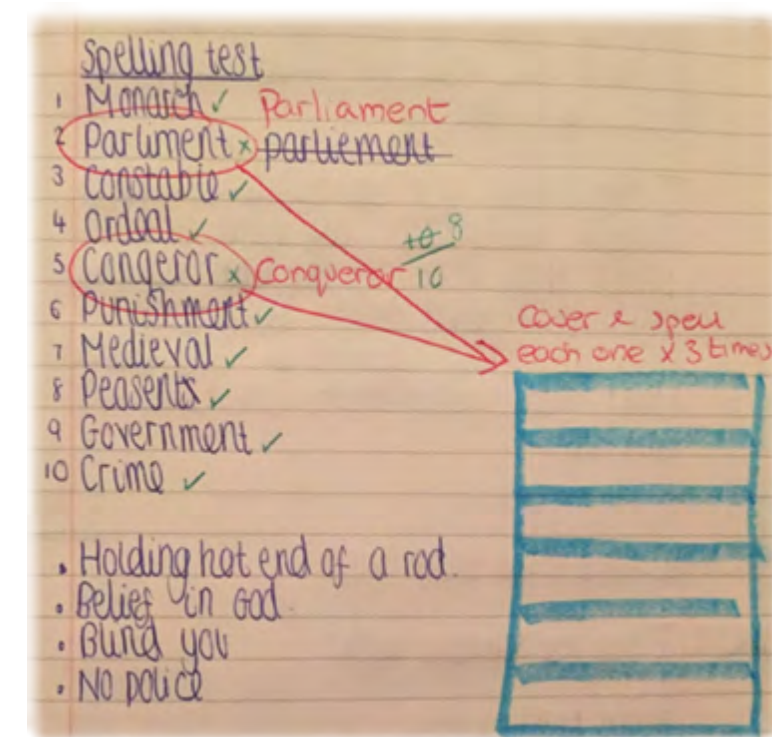 Spelling test
1 Monarch ✓ Parliament
2 Parliment × parliement
3 Constable ✓
4 Ordeal ✓
10 8
5 Congeror × Conqueror 10
6 Punishment ✓
cover & spell
7 Medieval ✓ each one x 3 times
8 Peasents ✓
9 Government ✓
10 Crime ✓
• Holding hot end of a rod.
• Belief in God.
• Blind you
• No police